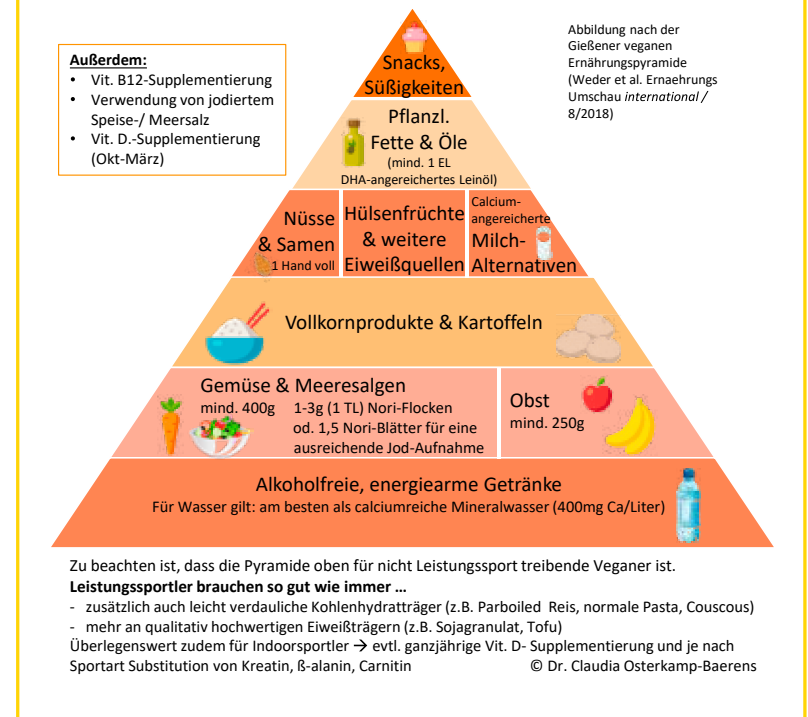 Außerdem:
• Vit. B12-Supplementierung
• Verwendung von jodiertem
Speise-/ Meersalz
• Vit. D.-Supplementierung
(Okt-März)
Abbildung nach der
Gießener veganen
Ernährungspyramide
(Weder et al. Ernaehrungs
Umschau international /
8/2018)
Snacks,
Süßigkeiten
Pflanzl.
Fette & Öle
(mind. 1 EL
DHA-angereichertes Leinöl)
Nüsse
& Samen
1 Hand voll
Hülsenfrüchte
& weitere
Eiweißquellen
Calcium-
angereicherte
Milch-
Alternativen
Vollkornprodukte & Kartoffeln
Gemüse & Meeresalgen
mind. 400g
1-3g (1 TL) Nori-Flocken
od. 1,5 Nori-Blätter für eine
ausreichende Jod-Aufnahme
Obst
mind. 250g
Alkoholfreie, energiearme Getränke
Für Wasser gilt: am besten als calciumreiche Mineralwasser (400mg Ca/Liter)
Zu beachten ist, dass die Pyramide oben für nicht Leistungssport treibende Veganer ist.
Leistungssportler brauchen so gut wie immer …
- zusätzlich auch leicht verdauliche Kohlenhydratträger (z.B. Parboiled Reis, normale Pasta, Couscous)
- mehr an qualitativ hochwertigen Eiweißträgern (z.B. Sojagranulat, Tofu)
Überlegenswert zudem für Indoorsportler → evtl. ganzjährige Vit. D- Supplementierung und je nach
Sportart Substitution von Kreatin, ß-alanin, Carnitin © Dr. Claudia Osterkamp-Baerens